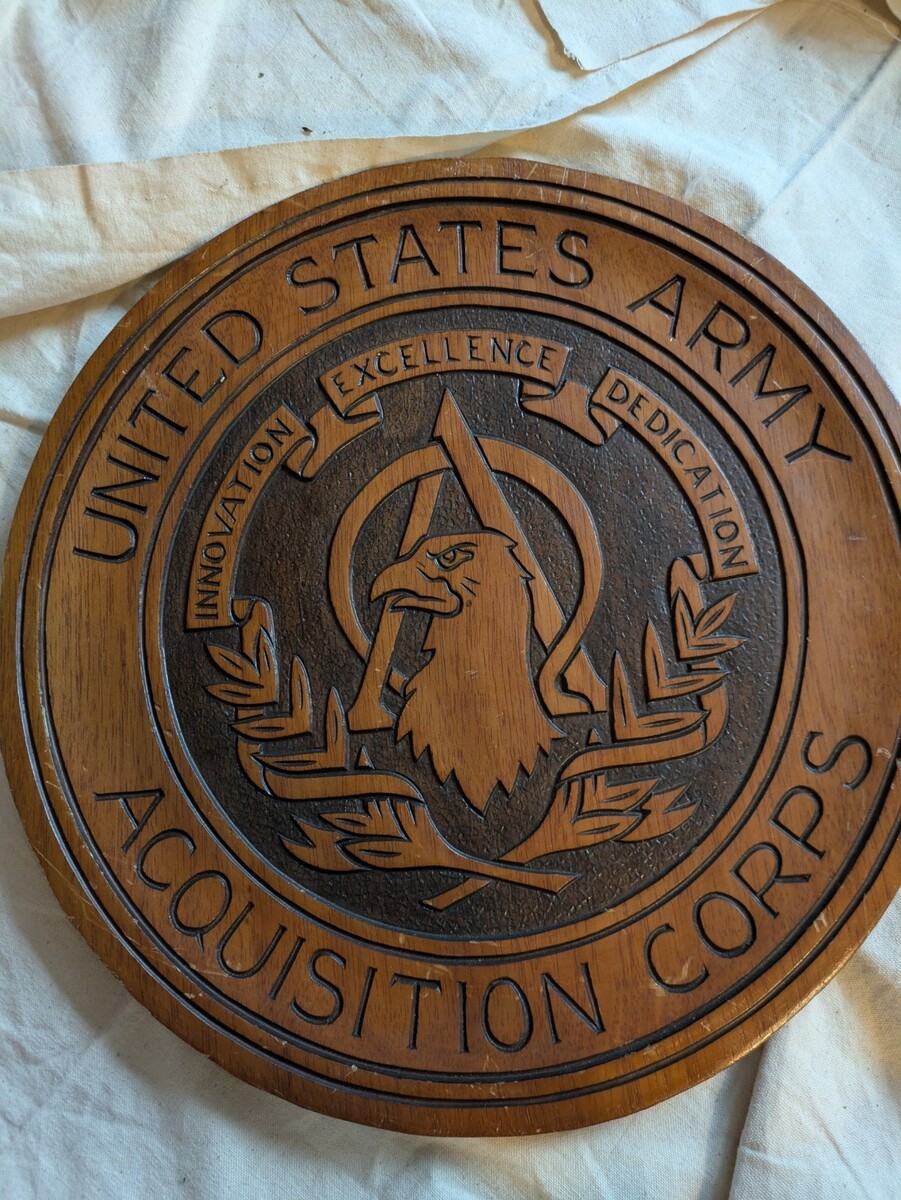 UNITED STATES ARMY
INNOVATION
EXCELLENCE
DEDICATION
ACQUISITION CORPS